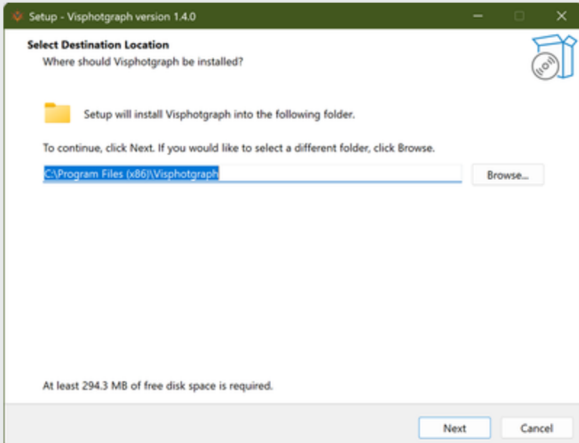 Setup - Visphotgraph version 1.4.0
Select Destination Location
Where should Visphotgraph be installed?
Setup will install Visphotgraph into the following folder.
To continue, click Next. If you would like to select a different folder, click Browse.
C:\Program Files (x86)\Visphotgraph
Browse...
At least 294.3 MB of free disk space is required.
Next
Cancel